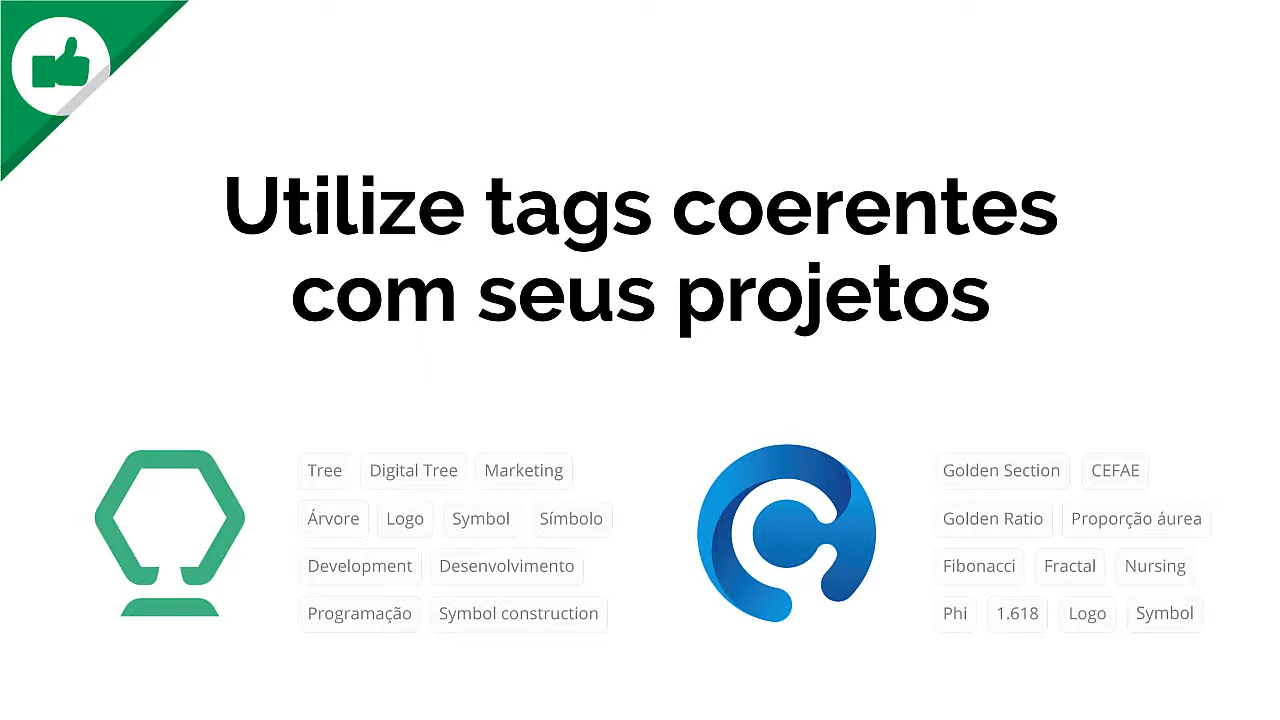 Utilize tags coerentes
com seus projetos
Tree Digital Tree Marketing
Árvore Logo Symbol Símbolo
Development Desenvolvimento
Programação Symbol construction
Golden Section CEFAE
Golden Ratio Proporção áurea
Fibonacci Fractal Nursing
Phi 1.618 Logo Symbol